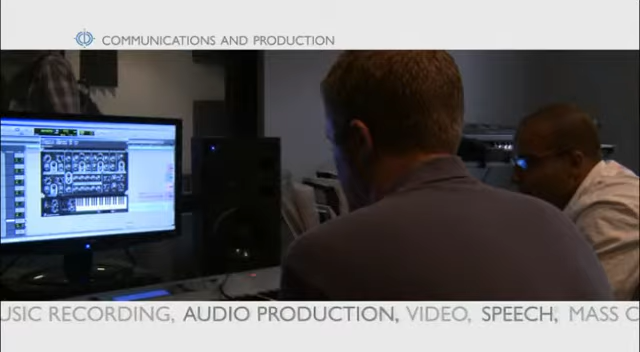 COMMUNICATIONS AND PRODUCTION
USIC RECORDING, AUDIO PRODUCTION, VIDEO, SPEECH, MASS C